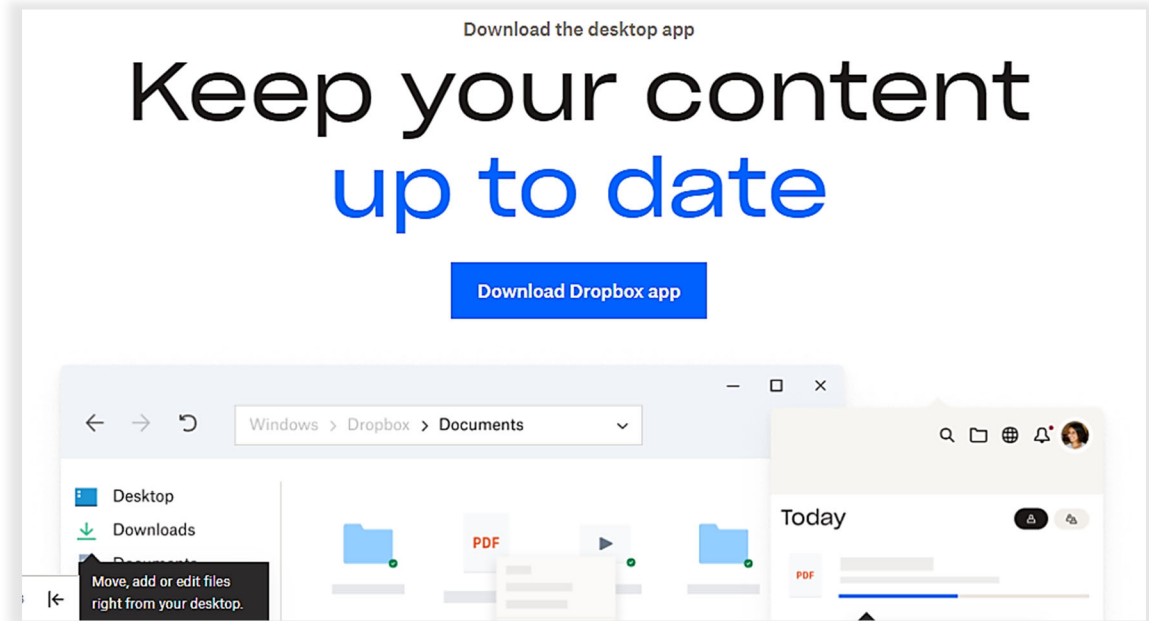 Download the desktop app
Keep your content
up to date
Download Dropbox app
Windows > Dropbox > Documents
Desktop
Downloads
Documents
Move, add or edit files
right from your desktop.
PDF
Today
PDF